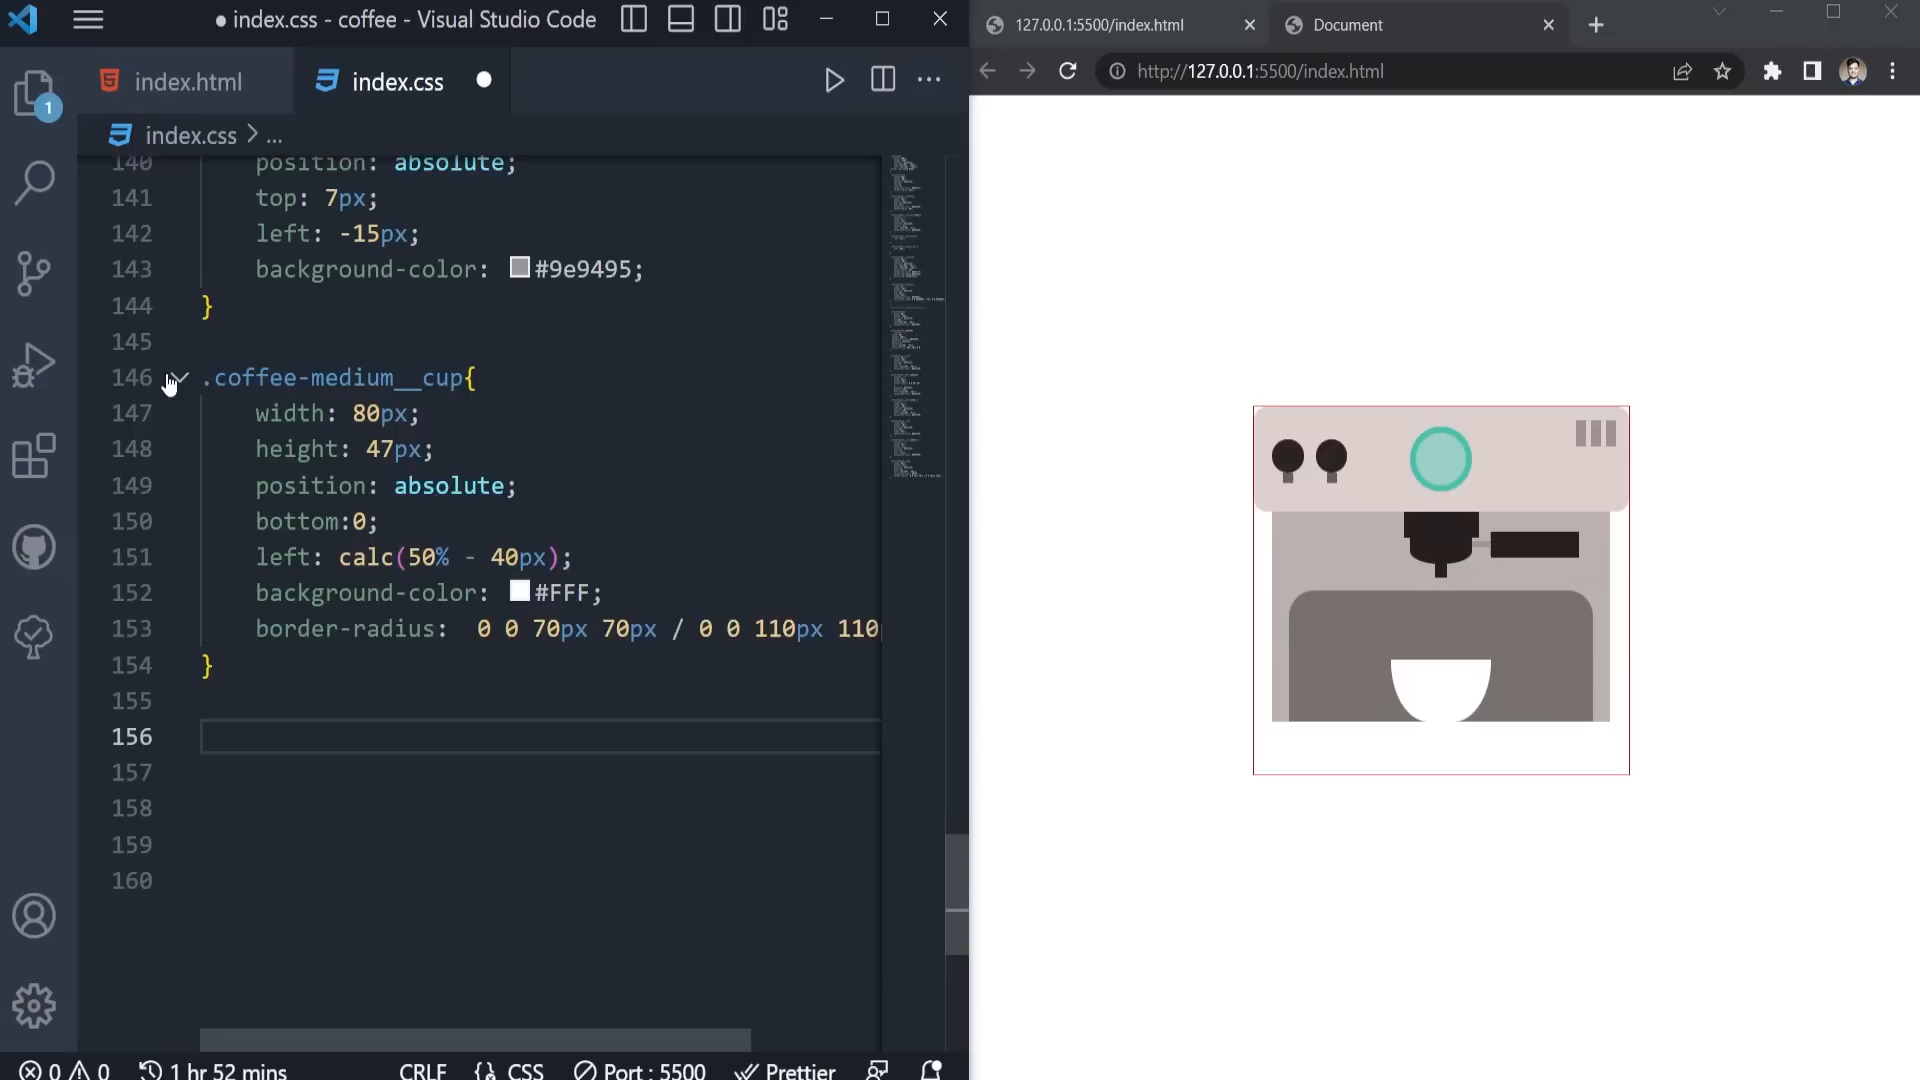 ● index.css - coffee - Visual Studio Code
index.html
index.css
1
index.css > ...
140 position: absolute;
141 top: 7px;
142 left: -15px;
143 background-color: #9e9495;
144 }
145
146 .coffee-medium__cup{
147 width: 80px;
148 height: 47px;
149 position: absolute;
150 bottom:0;
151 left: calc(50% - 40px);
152 background-color: #FFF;
153 border-radius:  0 0 70px 70px / 0 0 110px 110
154 }
155
156
157
158
159
160
0 0 1 hr 52 mins CRLF {} CSS Port : 5500 Prettier
127.0.0.1:5500/index.html
Document
http://127.0.0.1:5500/index.html